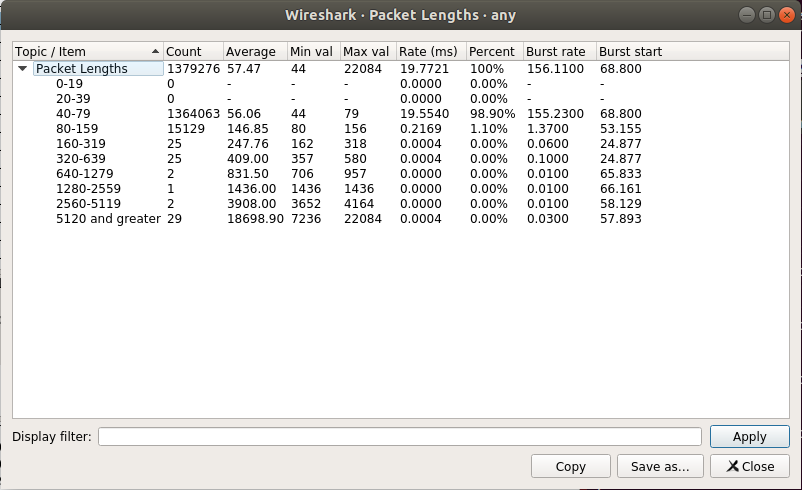 Wireshark · Packet Lengths · any
Topic / Item Count Average Min val Max val Rate (ms) Percent Burst rate Burst start
Packet Lengths 1379276 57.47 44 22084 19.7721 100% 156.1100 68.800
0-19 0 - - - 0.0000 0.00% - -
20-39 0 - - - 0.0000 0.00% - -
40-79 1364063 56.06 44 79 19.5540 98.90% 155.2300 68.800
80-159 15129 146.85 80 156 0.2169 1.10% 1.3700 53.155
160-319 25 247.76 162 318 0.0004 0.00% 0.0600 24.877
320-639 25 409.00 357 580 0.0004 0.00% 0.1000 24.877
640-1279 2 831.50 706 957 0.0000 0.00% 0.0100 65.833
1280-2559 1 1436.00 1436 1436 0.0000 0.00% 0.0100 66.161
2560-5119 2 3908.00 3652 4164 0.0000 0.00% 0.0100 58.129
5120 and greater 29 18698.90 7236 22084 0.0004 0.00% 0.0300 57.893
Display filter: Apply
Copy Save as... Close